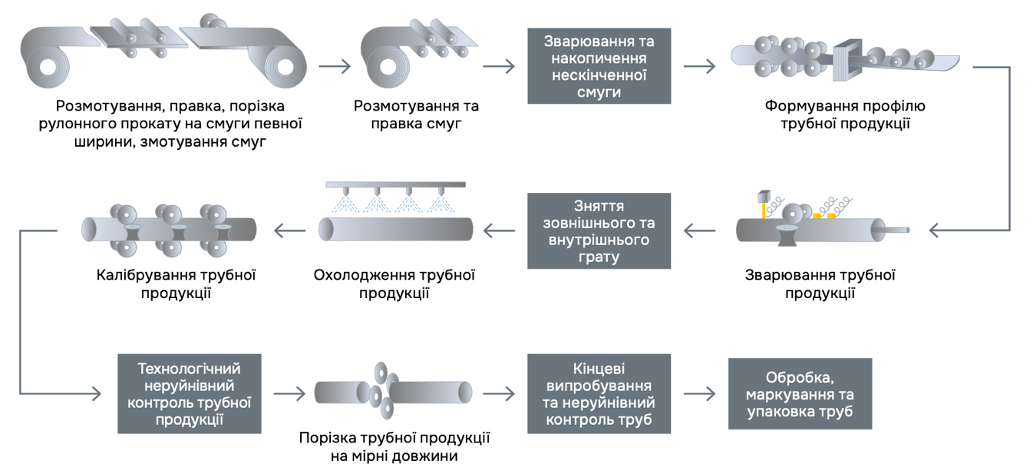 Розмотування, правка, порізка
рулонного прокату на смуги певної
ширини, змотування смуг
Розмотування та
правка смуг
Зварювання та
накопичення
нескінченної
смуги
Формування профілю
трубної продукції
Зварювання трубної
продукції
Зняття
зовнішнього та
внутрішнього
грату
Охолодження трубної
продукції
Калібрування трубної
продукції
Технологічний
неруйнівний
контроль трубної
продукції
Порізка трубної продукції
на мірні довжини
Кінцеві
випробування
та неруйнівний
контроль труб
Обробка,
маркування та
упаковка труб